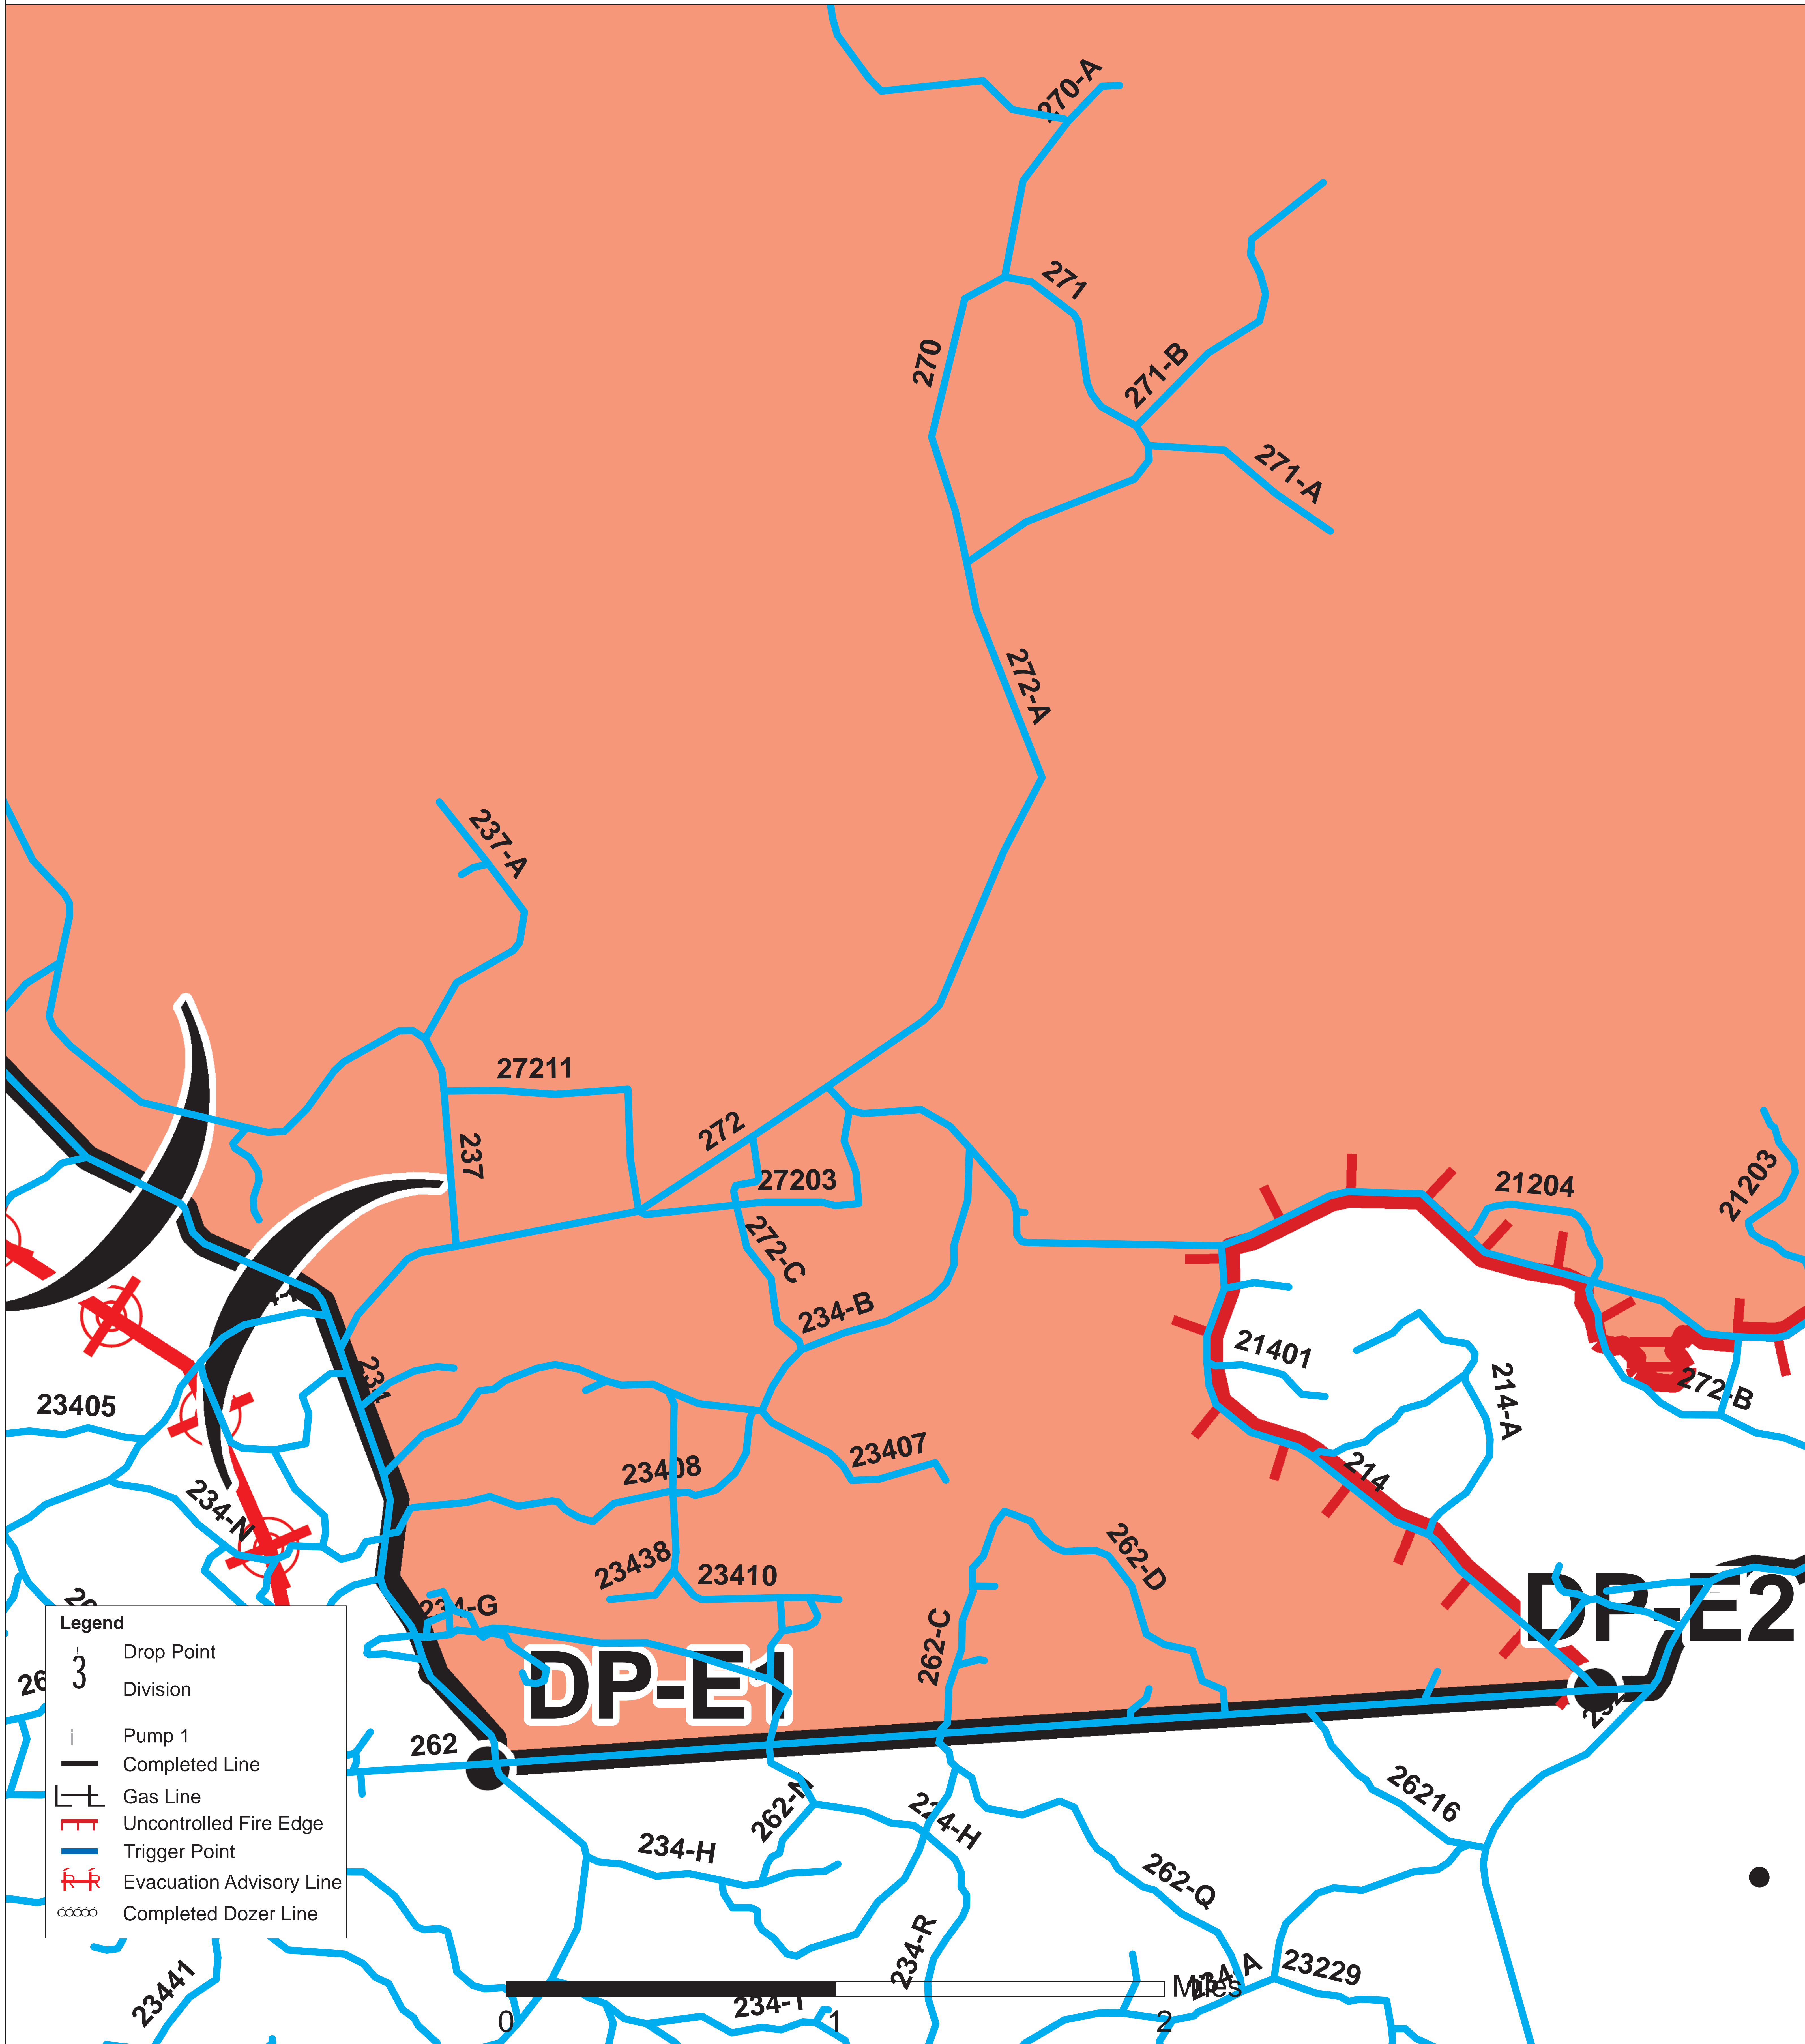 270-A
271
270
271-B
271-A
272-A
237-A
27211
272
237
27203
21204
21203
272-C
234-B
21401
272-B
214-A
23405
23407
23408
214
234-N
262-D
23438
23410
234-G
262-C
DP-E2
DP-E1
Legend
3
Drop Point
Division
Pump 1
Completed Line
Gas Line
Uncontrolled Fire Edge
Trigger Point
Evacuation Advisory Line
Completed Dozer Line
262
26216
234-H
262-Q
234-R
23229
23441
Miles
0
1
2